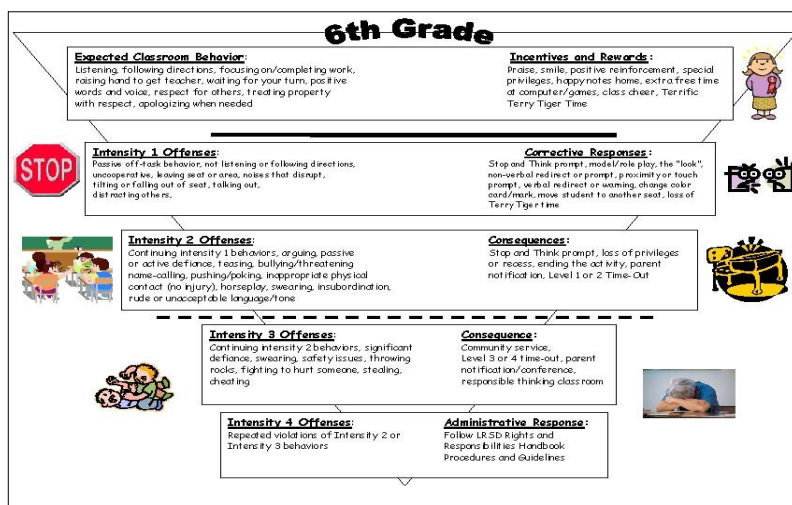 6th Grade
Expected Classroom Behavior:
Listening, following directions, focusing on/completing work,
raising hand to get teacher, waiting for your turn, positive
words and voice, respect for others, treating property
with respect, apologizing when needed
Incentives and Rewards:
Praise, smile, positive reinforcement, special
privileges, happy notes home, extra free time
at computer/games, class cheer, Terrific
Terry Tiger Time
STOP
Intensity 1 Offenses:
Passive off-task behavior, not listening or following directions,
uncooperative, leaving seat or area, noises that disrupt,
tilting or falling out of seat, talking out,
distracting others,
Corrective Responses:
Stop and Think prompt, model/role play, the "look",
non-verbal redirect or prompt, proximity or touch
prompt, verbal redirect or warning, change color
card/mark, move student to another seat, loss of
Terry Tiger time
Intensity 2 Offenses:
Continuing intensity 1 behaviors, arguing, passive
or active defiance, teasing, bullying/threatening
name-calling, pushing/poking, inappropriate physical
contact (no injury), horseplay, swearing, insubordination,
rude or unacceptable language/tone
Consequences:
Stop and Think prompt, loss of privileges
or recess, ending the activity, parent
notification, Level 1 or 2 Time-Out
Intensity 3 Offenses:
Continuing intensity 2 behaviors, significant
defiance, swearing, safety issues, throwing
rocks, fighting to hurt someone, stealing,
cheating
Consequence:
Community service,
Level 3 or 4 time-out, parent
notification/conference,
responsible thinking classroom
Intensity 4 Offenses:
Repeated violations of Intensity 2 or
Intensity 3 behaviors
Administrative Response:
Follow LRSD Rights and
Responsibilities Handbook
Procedures and Guidelines